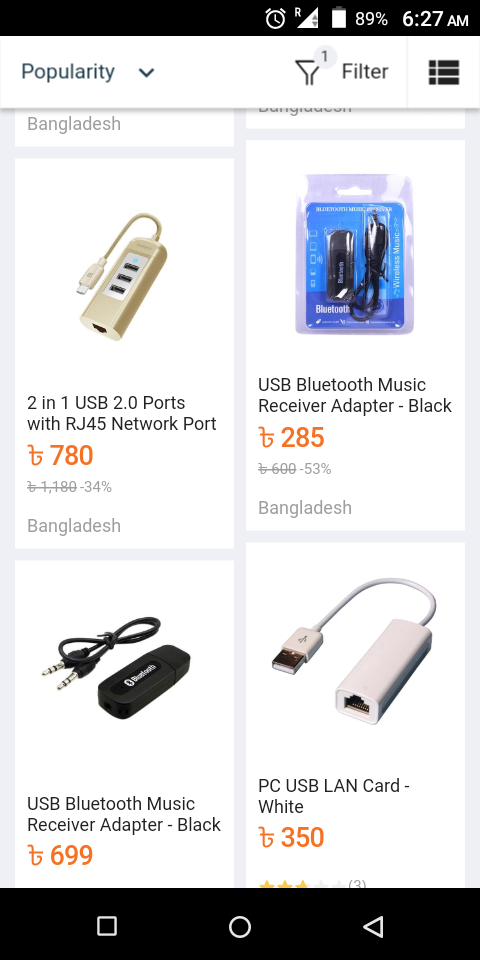 R
89%
6:27 AM
Popularity
1
Filter
Bangladesh
Bangladesh
2 in 1 USB 2.0 Ports
with RJ45 Network Port
৳ 780
৳ 1,180 -34%
Bangladesh
BLUETOOTH MUSIC RECEIVER
Wireless Music
Bluetooth
Bluetooth
USB Bluetooth Music
Receiver Adapter - Black
৳ 285
৳ 600 -53%
Bangladesh
Bluetooth
USB Bluetooth Music
Receiver Adapter - Black
৳ 699
PC USB LAN Card -
White
৳ 350
(3)